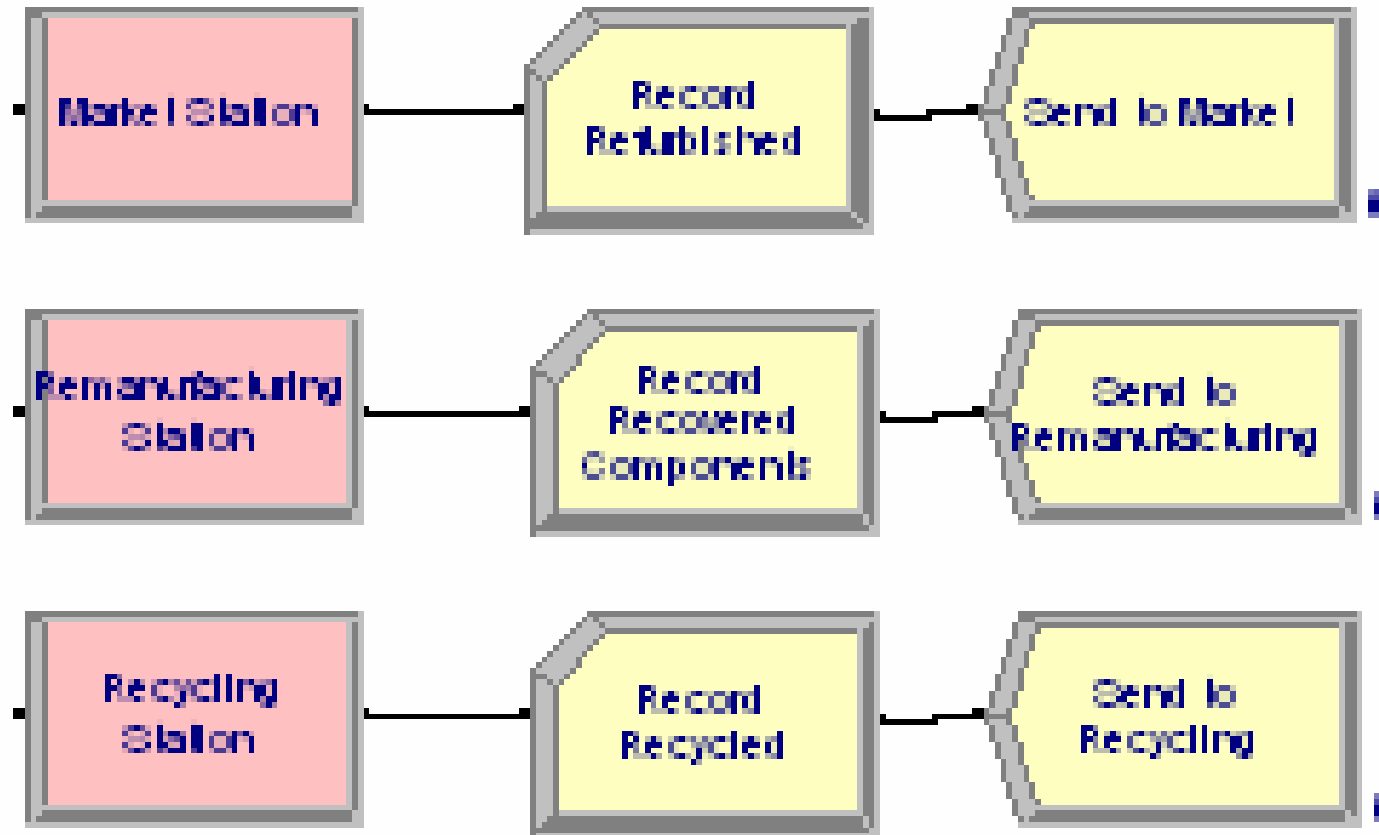 Market Station
Record
Refurbished
Send to Market
Remanufacturing
Station
Record
Recovered
Components
Send to
Remanufacturing
Recycling
Station
Record
Recycled
Send to
Recycling